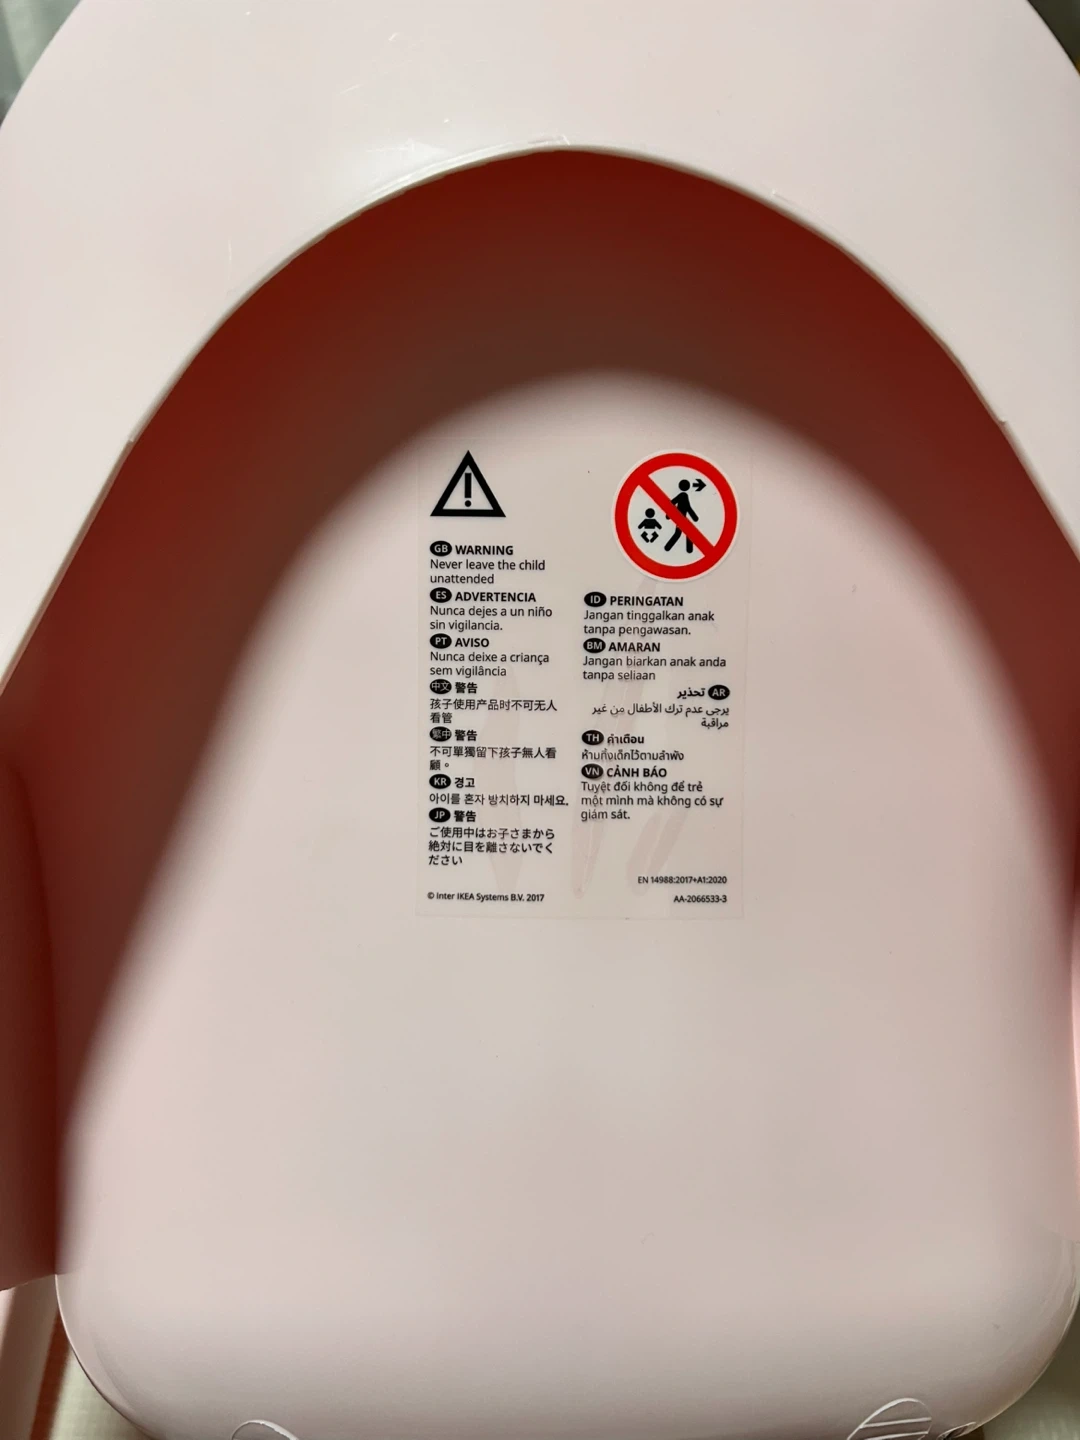 GB WARNING
Never leave the child
unattended
ES ADVERTENCIA
Nunca dejes a un niño
sin vigilancia.
PT AVISO
Nunca deixe a criança
sem vigilância
中文 警告
孩子使用产品时不可无人
看管
繁中 警告
不可單獨留下孩子無人看
顧。
KR 경고
아이를 혼자 방치하지 마세요.
JP 警告
ご使用中はお子さまから
絶対に目を離さないでく
ださい
© Inter IKEA Systems B.V. 2017
ID PERINGATAN
Jangan tinggalkan anak
tanpa pengawasan.
BM AMARAN
Jangan biarkan anak anda
tanpa seliaan
AR تحذير
يرجى عدم ترك الأطفال من غير
مراقبة
TH คำเตือน
ห้ามทิ้งเด็กไว้ตามลำพัง
VN CẢNH BÁO
Tuyệt đối không để trẻ
một mình mà không có sự
giám sát.
EN 14988:2017+A1:2020
AA-2066533-3